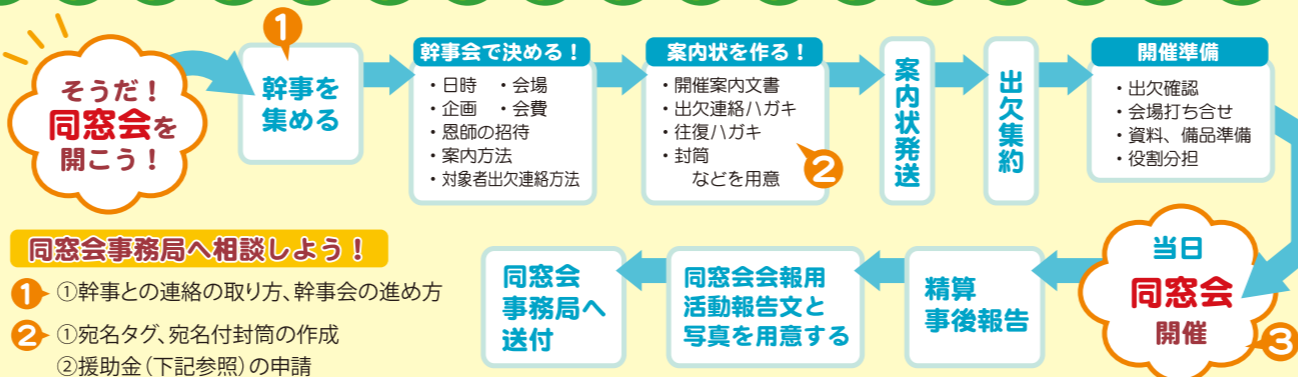 そうだ！
同窓会を
開こう！
1
幹事を
集める
幹事会で決める！
・日時 ・会場
・企画 ・会費
・恩師の招待
・案内方法
・対象者出欠連絡方法
案内状を作る！
・開催案内文書
・出欠連絡ハガキ
・往復ハガキ
・封筒
などを用意
2
案内状発送
出欠集約
開催準備
・出欠確認
・会場打ち合せ
・資料、備品準備
・役割分担
当日
同窓会
開催
3
精算
事後報告
同窓会会報用
活動報告文と
写真を用意する
同窓会
事務局へ
送付
同窓会事務局へ相談しよう！
1 ①幹事との連絡の取り方、幹事会の進め方
2 ①宛名タグ、宛名付封筒の作成
②援助金（下記参照）の申請